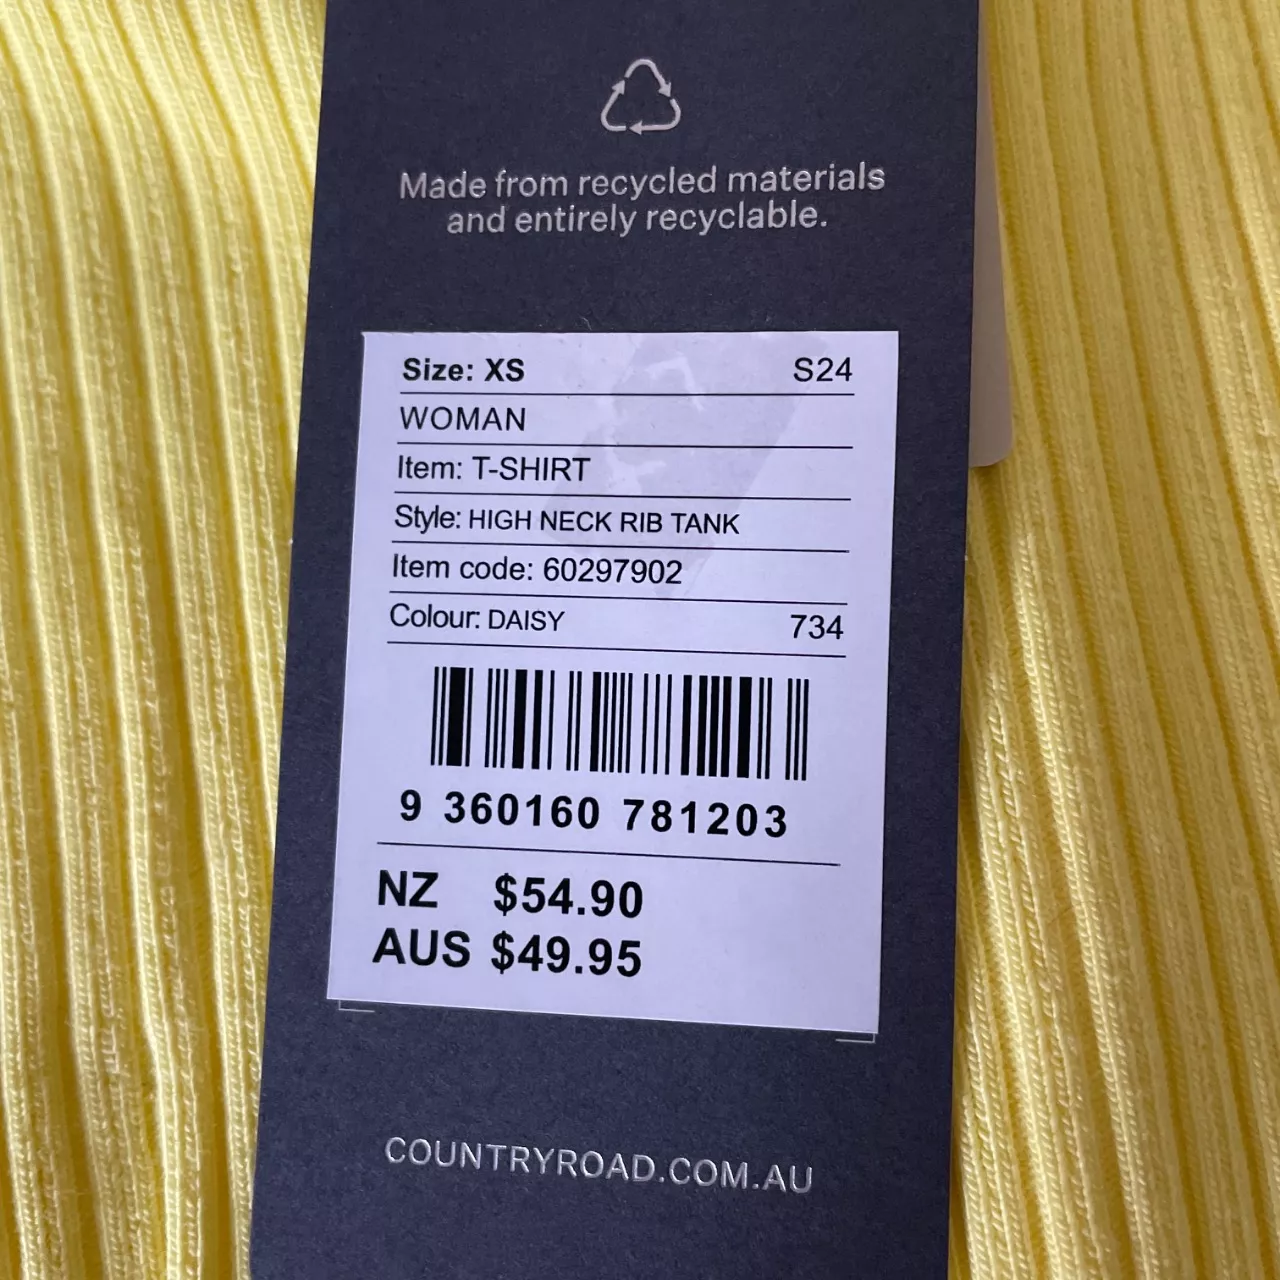 Made from recycled materials
and entirely recyclable.
Size: XS S24
WOMAN
Item: T-SHIRT
Style: HIGH NECK RIB TANK
Item code: 60297902
Colour: DAISY 734
9 360160 781203
NZ $54.90
AUS $49.95
COUNTRYROAD.COM.AU